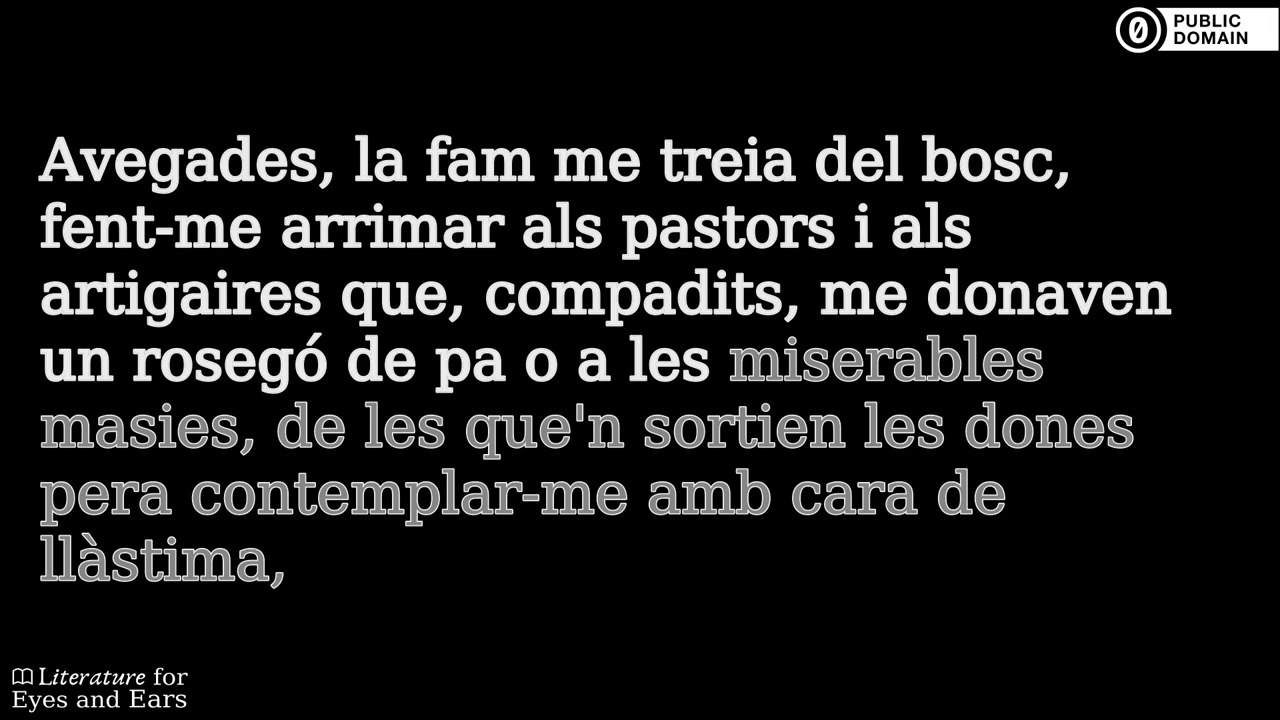 PUBLIC
DOMAIN
Avegades, la fam me treia del bosc,
fent-me arrimar als pastors i als
artigaires que, compadits, me donaven
un rosegó de pa o a les miserables
masies, de les que'n sortien les dones
pera contemplar-me amb cara de
llàstima,
Literature for
Eyes and Ears